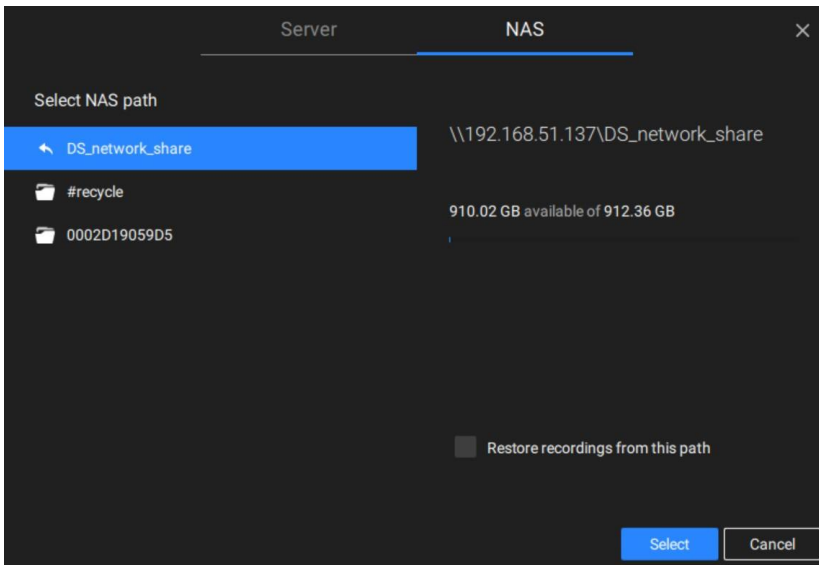 Server
NAS
Select NAS path
DS_network_share
#recycle
0002D19059D5
\\192.168.51.137\DS_network_share
910.02 GB available of 912.36 GB
Restore recordings from this path
Select
Cancel